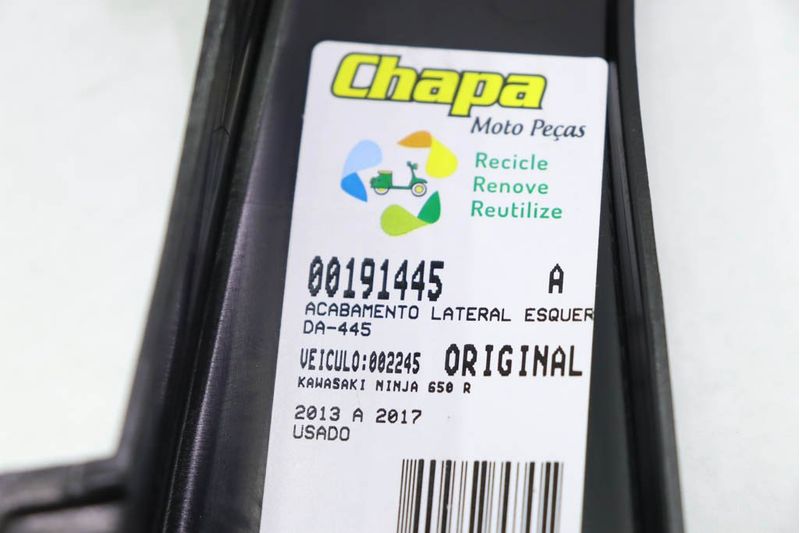 Chapa
Moto Peças
Recicle
Renove
Reutilize
00191445 A
ACABAMENTO LATERAL ESQUER
DA-445
VEICULO:002245 ORIGINAL
KAWASAKI NINJA 650 R
2013 A 2017
USADO